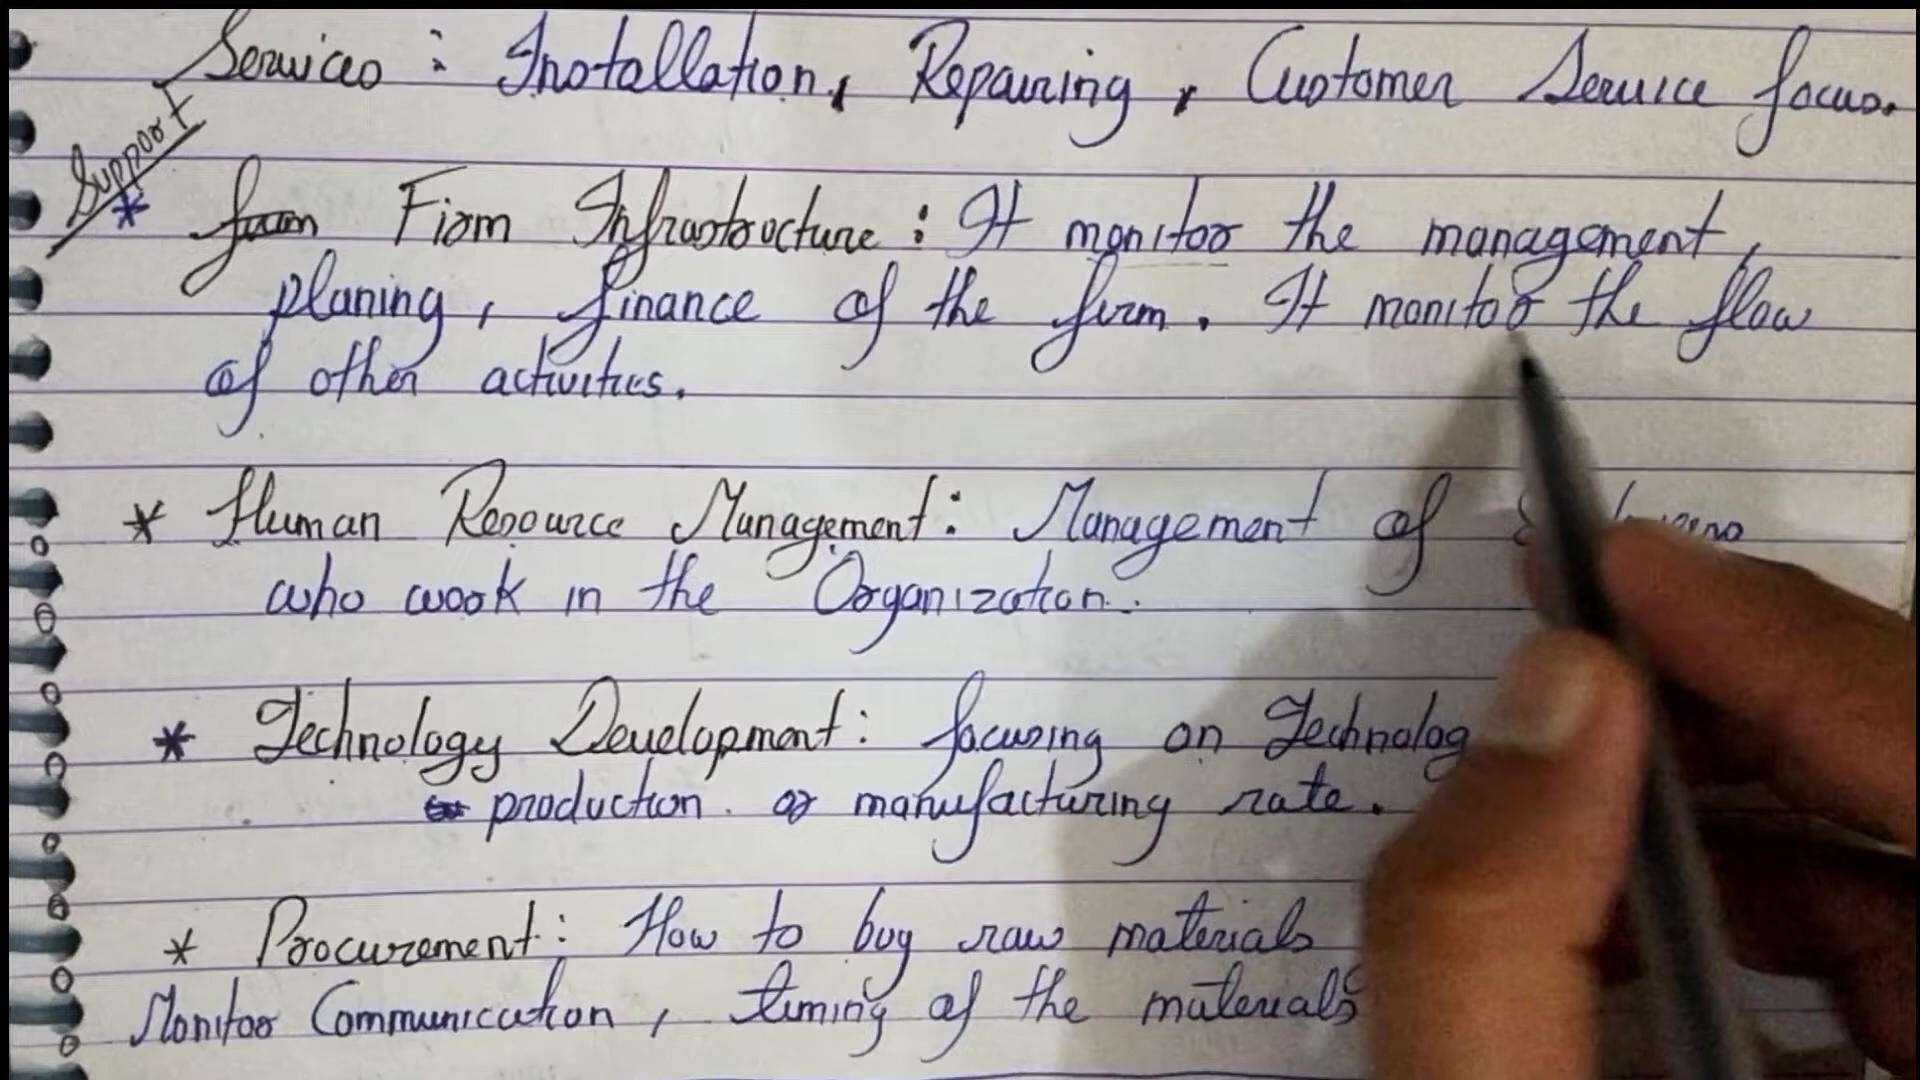 Services : Installation, Repairing, Customer Service focus.
Support
* Firm Infrastructure : It monitor the management,
planing, finance of the firm. It monitor the flow
of other activities.
* Human Resource Management : Management of
who work in the Organization.
* Technology Development : focusing on Technolog
production or manufacturing rate.
* Procurement : How to buy raw materials
Monitor Communication, timing of the materials